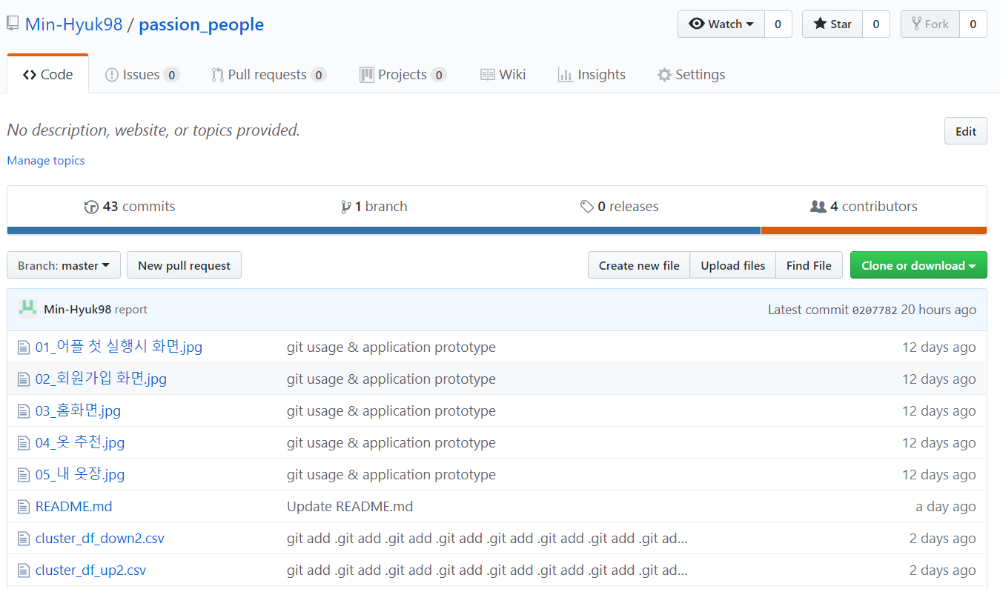 Min-Hyuk98 / passion_people
Watch 0 Star 0 Fork 0
Code Issues 0 Pull requests 0 Projects 0 Wiki Insights Settings
No description, website, or topics provided. Edit
Manage topics
43 commits 1 branch 0 releases 4 contributors
Branch: master New pull request Create new file Upload files Find File Clone or download
Min-Hyuk98 report Latest commit 0207782 20 hours ago
01_어플 첫 실행시 화면.jpg git usage & application prototype 12 days ago
02_회원가입 화면.jpg git usage & application prototype 12 days ago
03_홈화면.jpg git usage & application prototype 12 days ago
04_옷 추천.jpg git usage & application prototype 12 days ago
05_내 옷장.jpg git usage & application prototype 12 days ago
README.md Update README.md a day ago
cluster_df_down2.csv git add .git add .git add .git add .git add .git add .git add .git ad... 2 days ago
cluster_df_up2.csv git add .git add .git add .git add .git add .git add .git add .git ad... 2 days ago